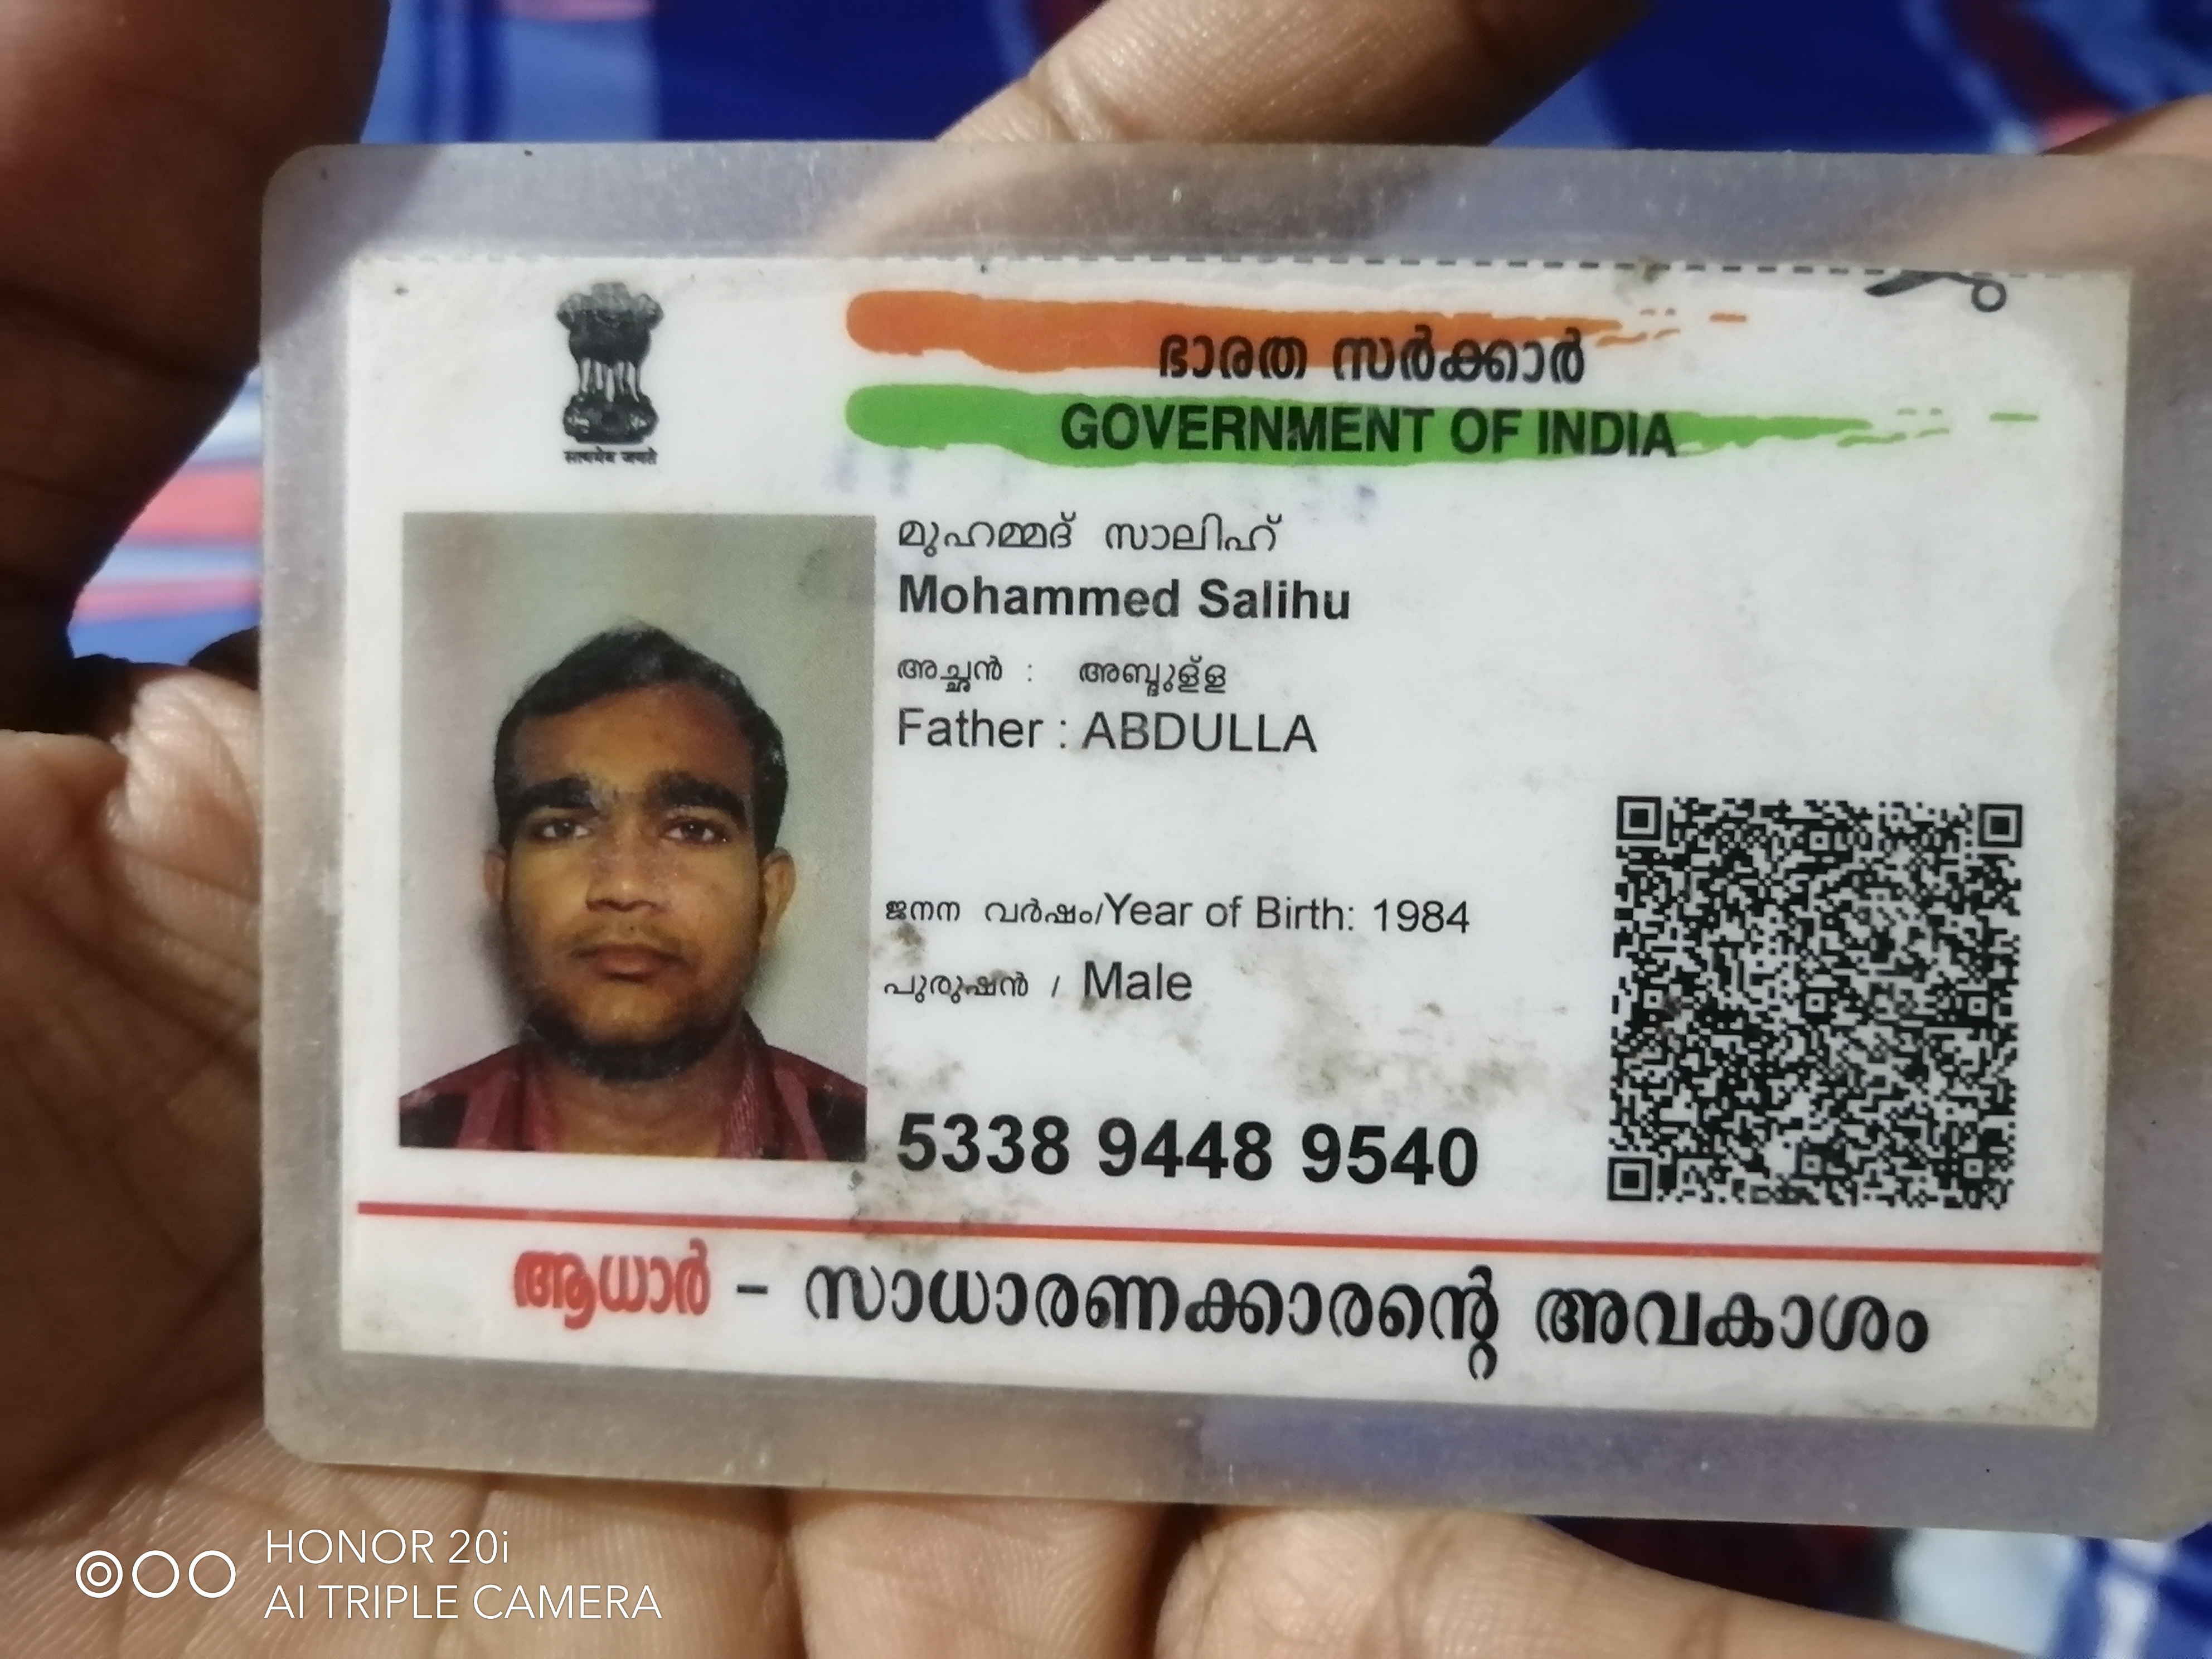 सत्यमेव जयते
ഭാരത സർക്കാർ
GOVERNMENT OF INDIA
മുഹമ്മദ് സാലിഹ്
Mohammed Salihu
അച്ഛൻ : അബ്ദുള്ള
Father : ABDULLA
ജനന വർഷം/Year of Birth: 1984
പുരുഷൻ / Male
5338 9448 9540
ആധാർ - സാധാരണക്കാരന്റെ അവകാശം
HONOR 20i
AI TRIPLE CAMERA